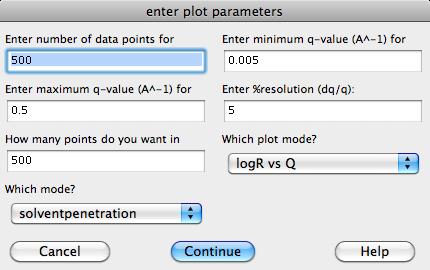 enter plot parameters
Enter number of data points for
500
Enter minimum q-value (A^-1) for
0.005
Enter maximum q-value (A^-1) for
0.5
Enter %resolution (dq/q):
5
How many points do you want in
500
Which plot mode?
logR vs Q
Which mode?
solventpenetration
Cancel
Continue
Help